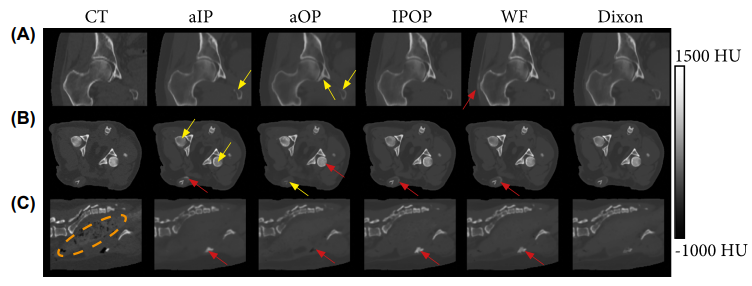 CT aIP aOP IPOP WF Dixon
(A)
1500 HU
(B)
(C)
-1000 HU